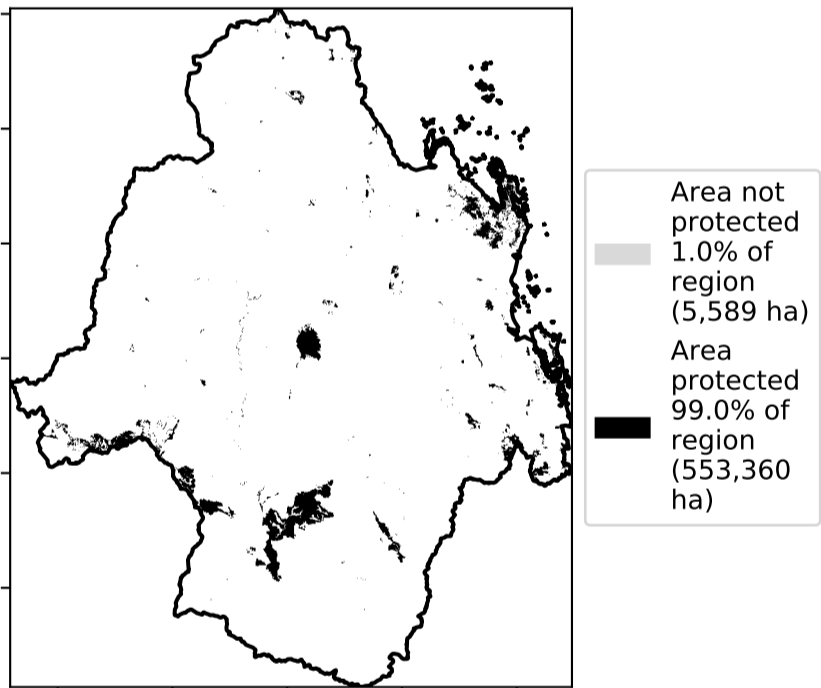 Area not
protected
1.0% of
region
(5,589 ha)
Area
protected
99.0% of
region
(553,360
ha)